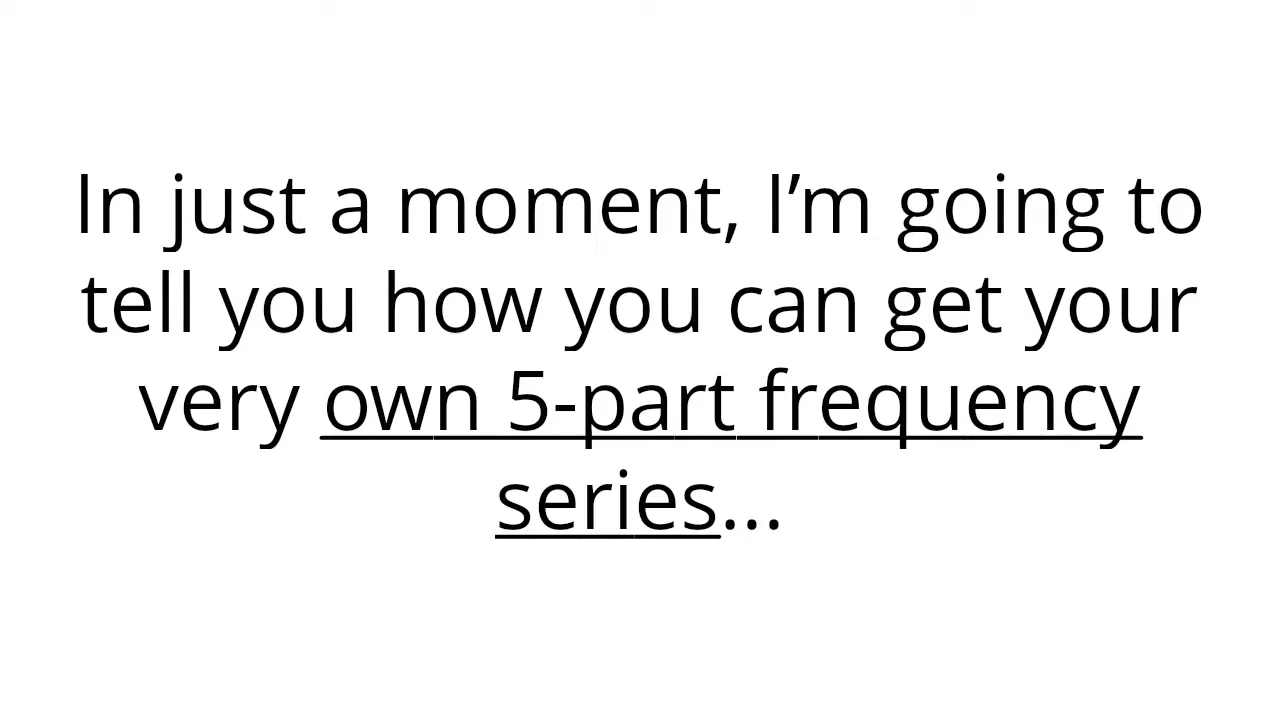 In just a moment, I’m going to
tell you how you can get your
very own 5-part frequency
series...